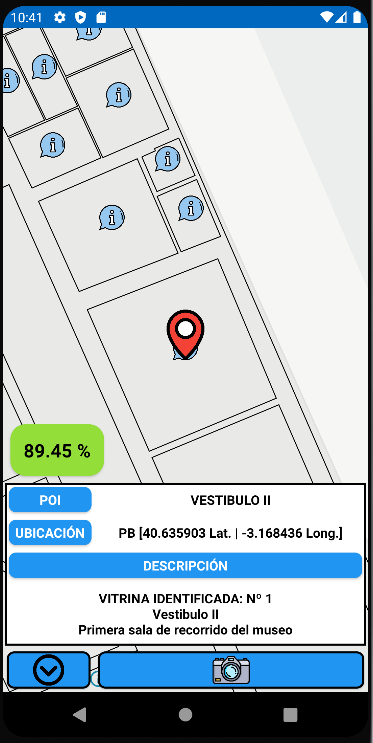 10:41
i
i
i
i
i
i
i
i
89.45 %
POI
VESTIBULO II
UBICACIÓN
PB [40.635903 Lat. | -3.168436 Long.]
DESCRIPCIÓN
VITRINA IDENTIFICADA: Nº 1
Vestibulo II
Primera sala de recorrido del museo